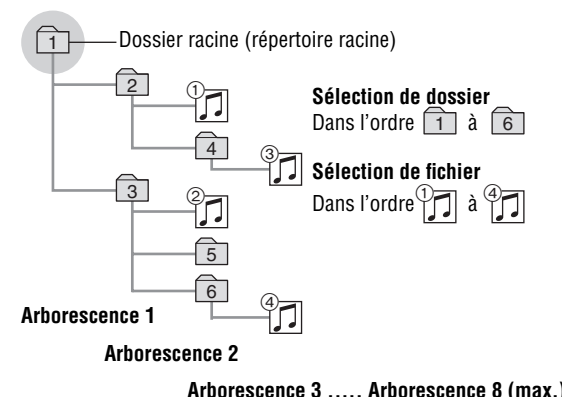 1 Dossier racine (répertoire racine)
2 ①
4 ③
3 ②
5
6 ④
Sélection de dossier
Dans l'ordre 1 à 6
Sélection de fichier
Dans l'ordre ① à ④
Arborescence 1
Arborescence 2
Arborescence 3 ..... Arborescence 8 (max.)